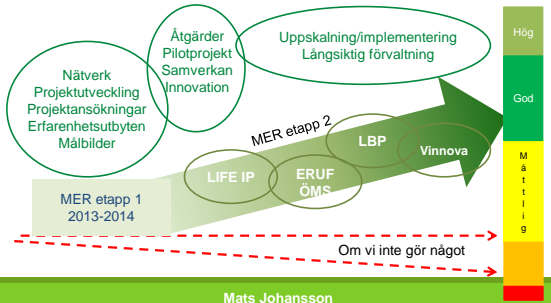 Nätverk
Projektutveckling
Projektansökningar
Erfarenhetsutbyten
Målbilder
Åtgärder
Pilotprojekt
Samverkan
Innovation
Uppskalning/implementering
Långsiktig förvaltning
Hög
God
Måttlig
MER etapp 2
LBP
Vinnova
LIFE IP
ERUF
ÖMS
MER etapp 1
2013-2014
Om vi inte gör något
Mats Johansson